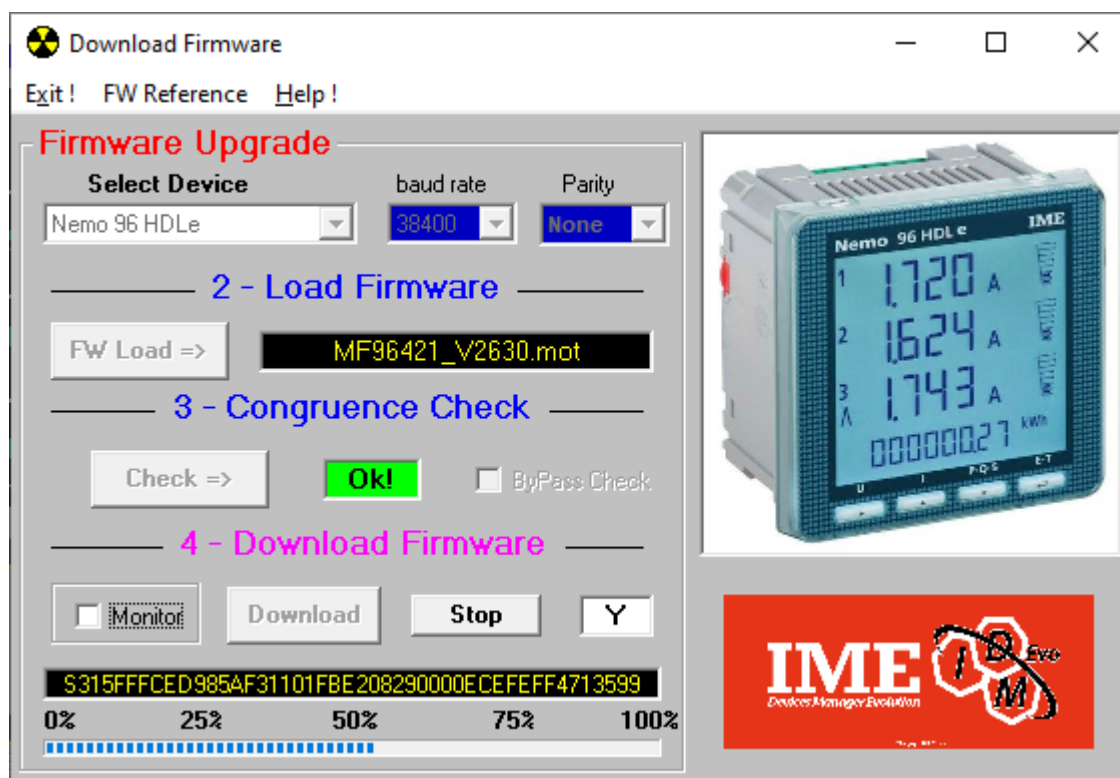 Download Firmware
Exit ! FW Reference Help !
Firmware Upgrade
Select Device baud rate Parity
Nemo 96 HDLe 38400 None
2 - Load Firmware
FW Load => MF96421_V2630.mot
3 - Congruence Check
Check => Ok! ByPass Check
4 - Download Firmware
Monitor Download Stop Y
S315FFFCED985AF31101FBE208290000ECEFEFF4713599
0% 25% 50% 75% 100%
Nemo 96 HDL e IME
1 1.720 A
2 1.624 A
3 1.743 A
000000.27 kWh
U I P-Q-S E-T
IME I D M Evo
Devices Manager Evolution